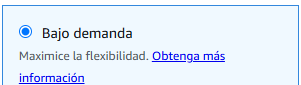 Bajo demanda
Maximice la flexibilidad. Obtenga más
información